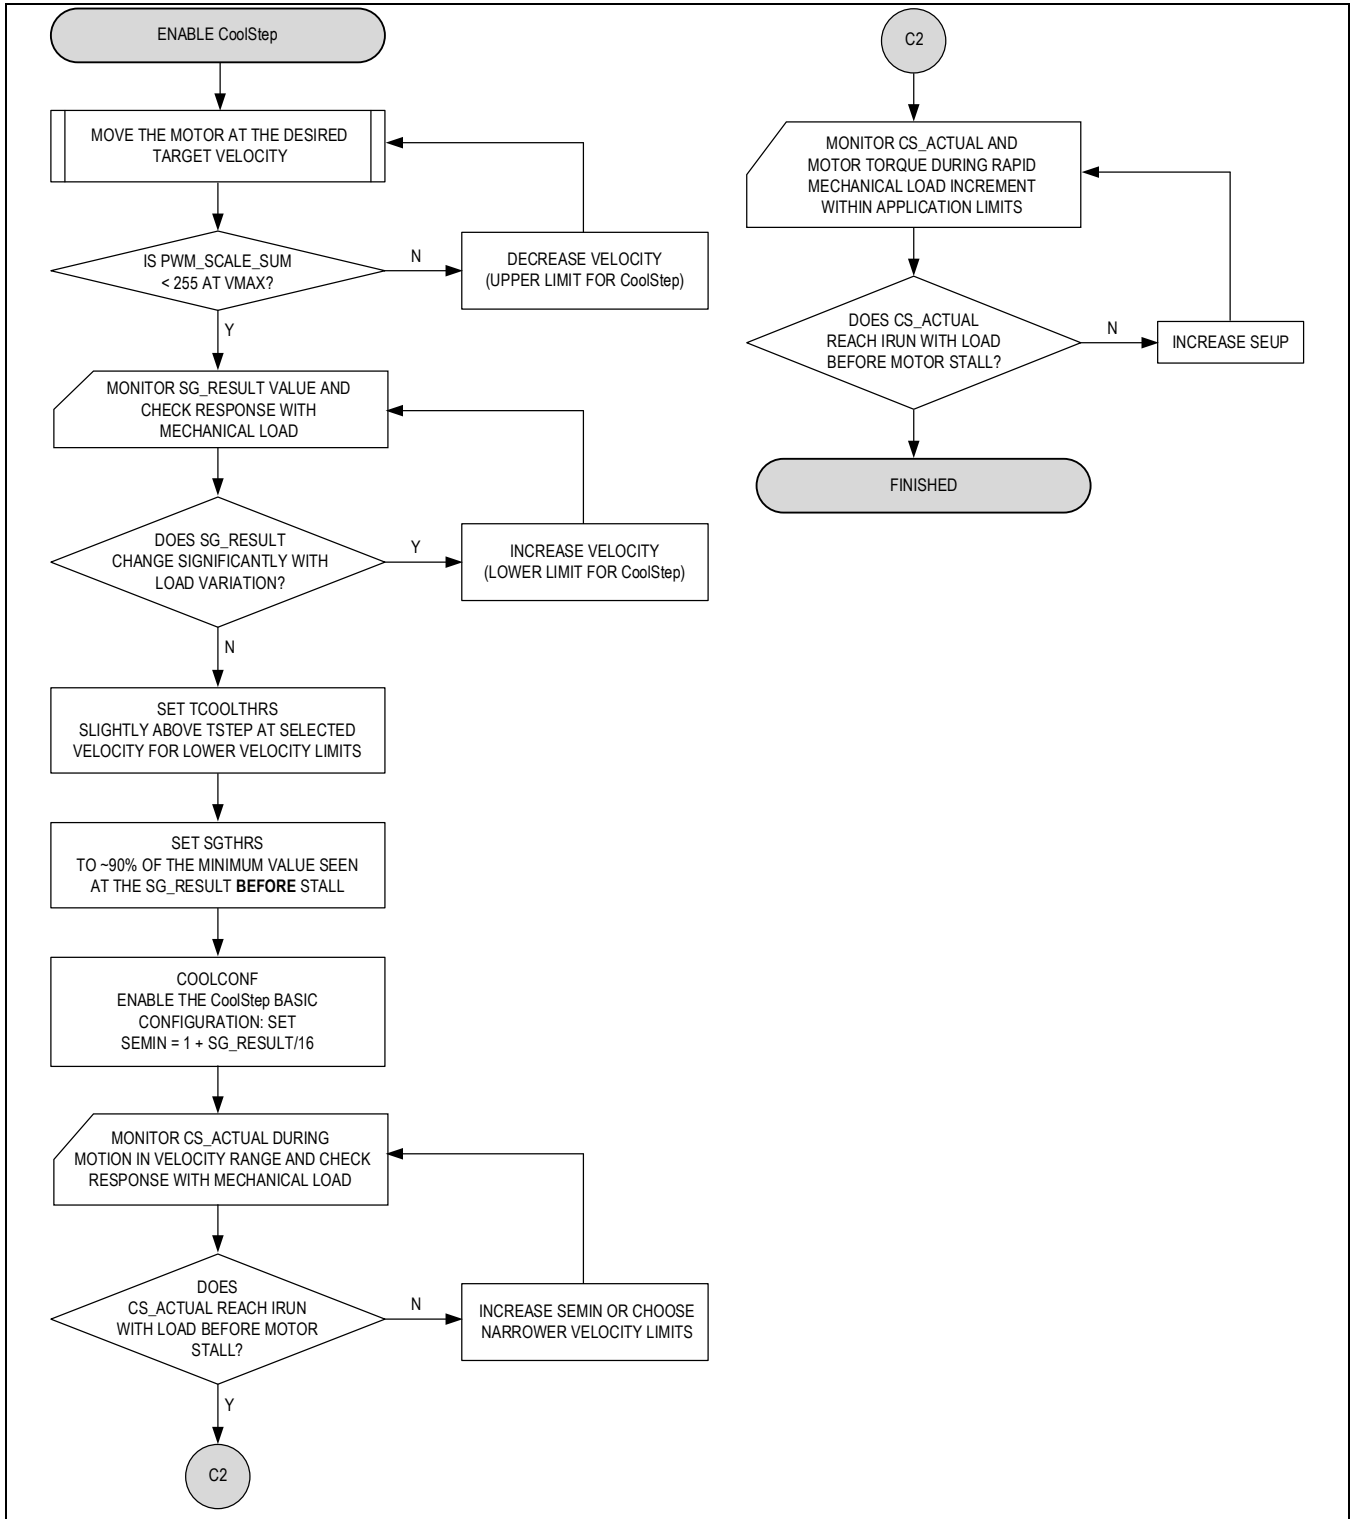 ENABLE CoolStep
MOVE THE MOTOR AT THE DESIRED
TARGET VELOCITY
IS PWM_SCALE_SUM
< 255 AT VMAX?
N
DECREASE VELOCITY
(UPPER LIMIT FOR CoolStep)
Y
MONITOR SG_RESULT VALUE AND
CHECK RESPONSE WITH
MECHANICAL LOAD
DOES SG_RESULT
CHANGE SIGNIFICANTLY WITH
LOAD VARIATION?
Y
INCREASE VELOCITY
(LOWER LIMIT FOR CoolStep)
N
SET TCOOLTHRS
SLIGHTLY ABOVE TSTEP AT SELECTED
VELOCITY FOR LOWER VELOCITY LIMITS
SET SGTHRS
TO ~90% OF THE MINIMUM VALUE SEEN
AT THE SG_RESULT BEFORE STALL
COOLCONF
ENABLE THE CoolStep BASIC
CONFIGURATION: SET
SEMIN = 1 + SG_RESULT/16
MONITOR CS_ACTUAL DURING
MOTION IN VELOCITY RANGE AND CHECK
RESPONSE WITH MECHANICAL LOAD
DOES
CS_ACTUAL REACH IRUN
WITH LOAD BEFORE MOTOR
STALL?
N
INCREASE SEMIN OR CHOOSE
NARROWER VELOCITY LIMITS
Y
C2
C2
MONITOR CS_ACTUAL AND
MOTOR TORQUE DURING RAPID
MECHANICAL LOAD INCREMENT
WITHIN APPLICATION LIMITS
DOES CS_ACTUAL
REACH IRUN WITH LOAD
BEFORE MOTOR STALL?
N
INCREASE SEUP
FINISHED